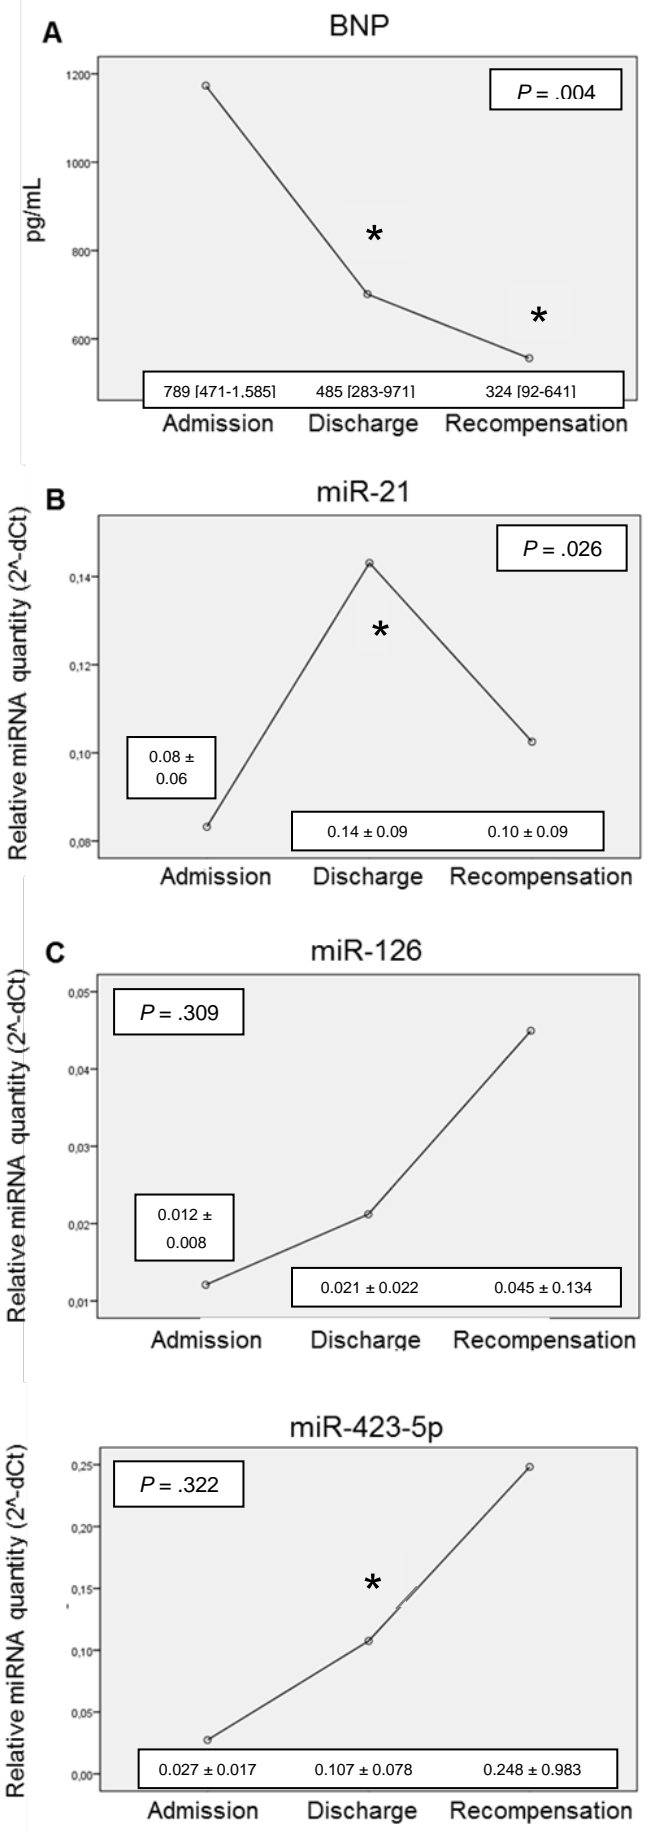 A
BNP
P = .004
pg/mL
1200
1000
800
600
*
*
789 [471-1.585] 485 [283-971] 324 [92-641]
Admission Discharge Recompensation
B
miR-21
P = .026
Relative miRNA quantity (2^-dCt)
0,14
0,12
0,10
0,08
*
0.08 ±
0.06
0.14 ± 0.09 0.10 ± 0.09
Admission Discharge Recompensation
C
miR-126
P = .309
Relative miRNA quantity (2^-dCt)
0,05
0,04
0,03
0,02
0,01
0.012 ±
0.008
0.021 ± 0.022 0.045 ± 0.134
Admission Discharge Recompensation
miR-423-5p
P = .322
Relative miRNA quantity (2^-dCt)
0,25
0,20
0,15
0,10
0,05
0,00
*
0.027 ± 0.017 0.107 ± 0.078 0.248 ± 0.983
Admission Discharge Recompensation